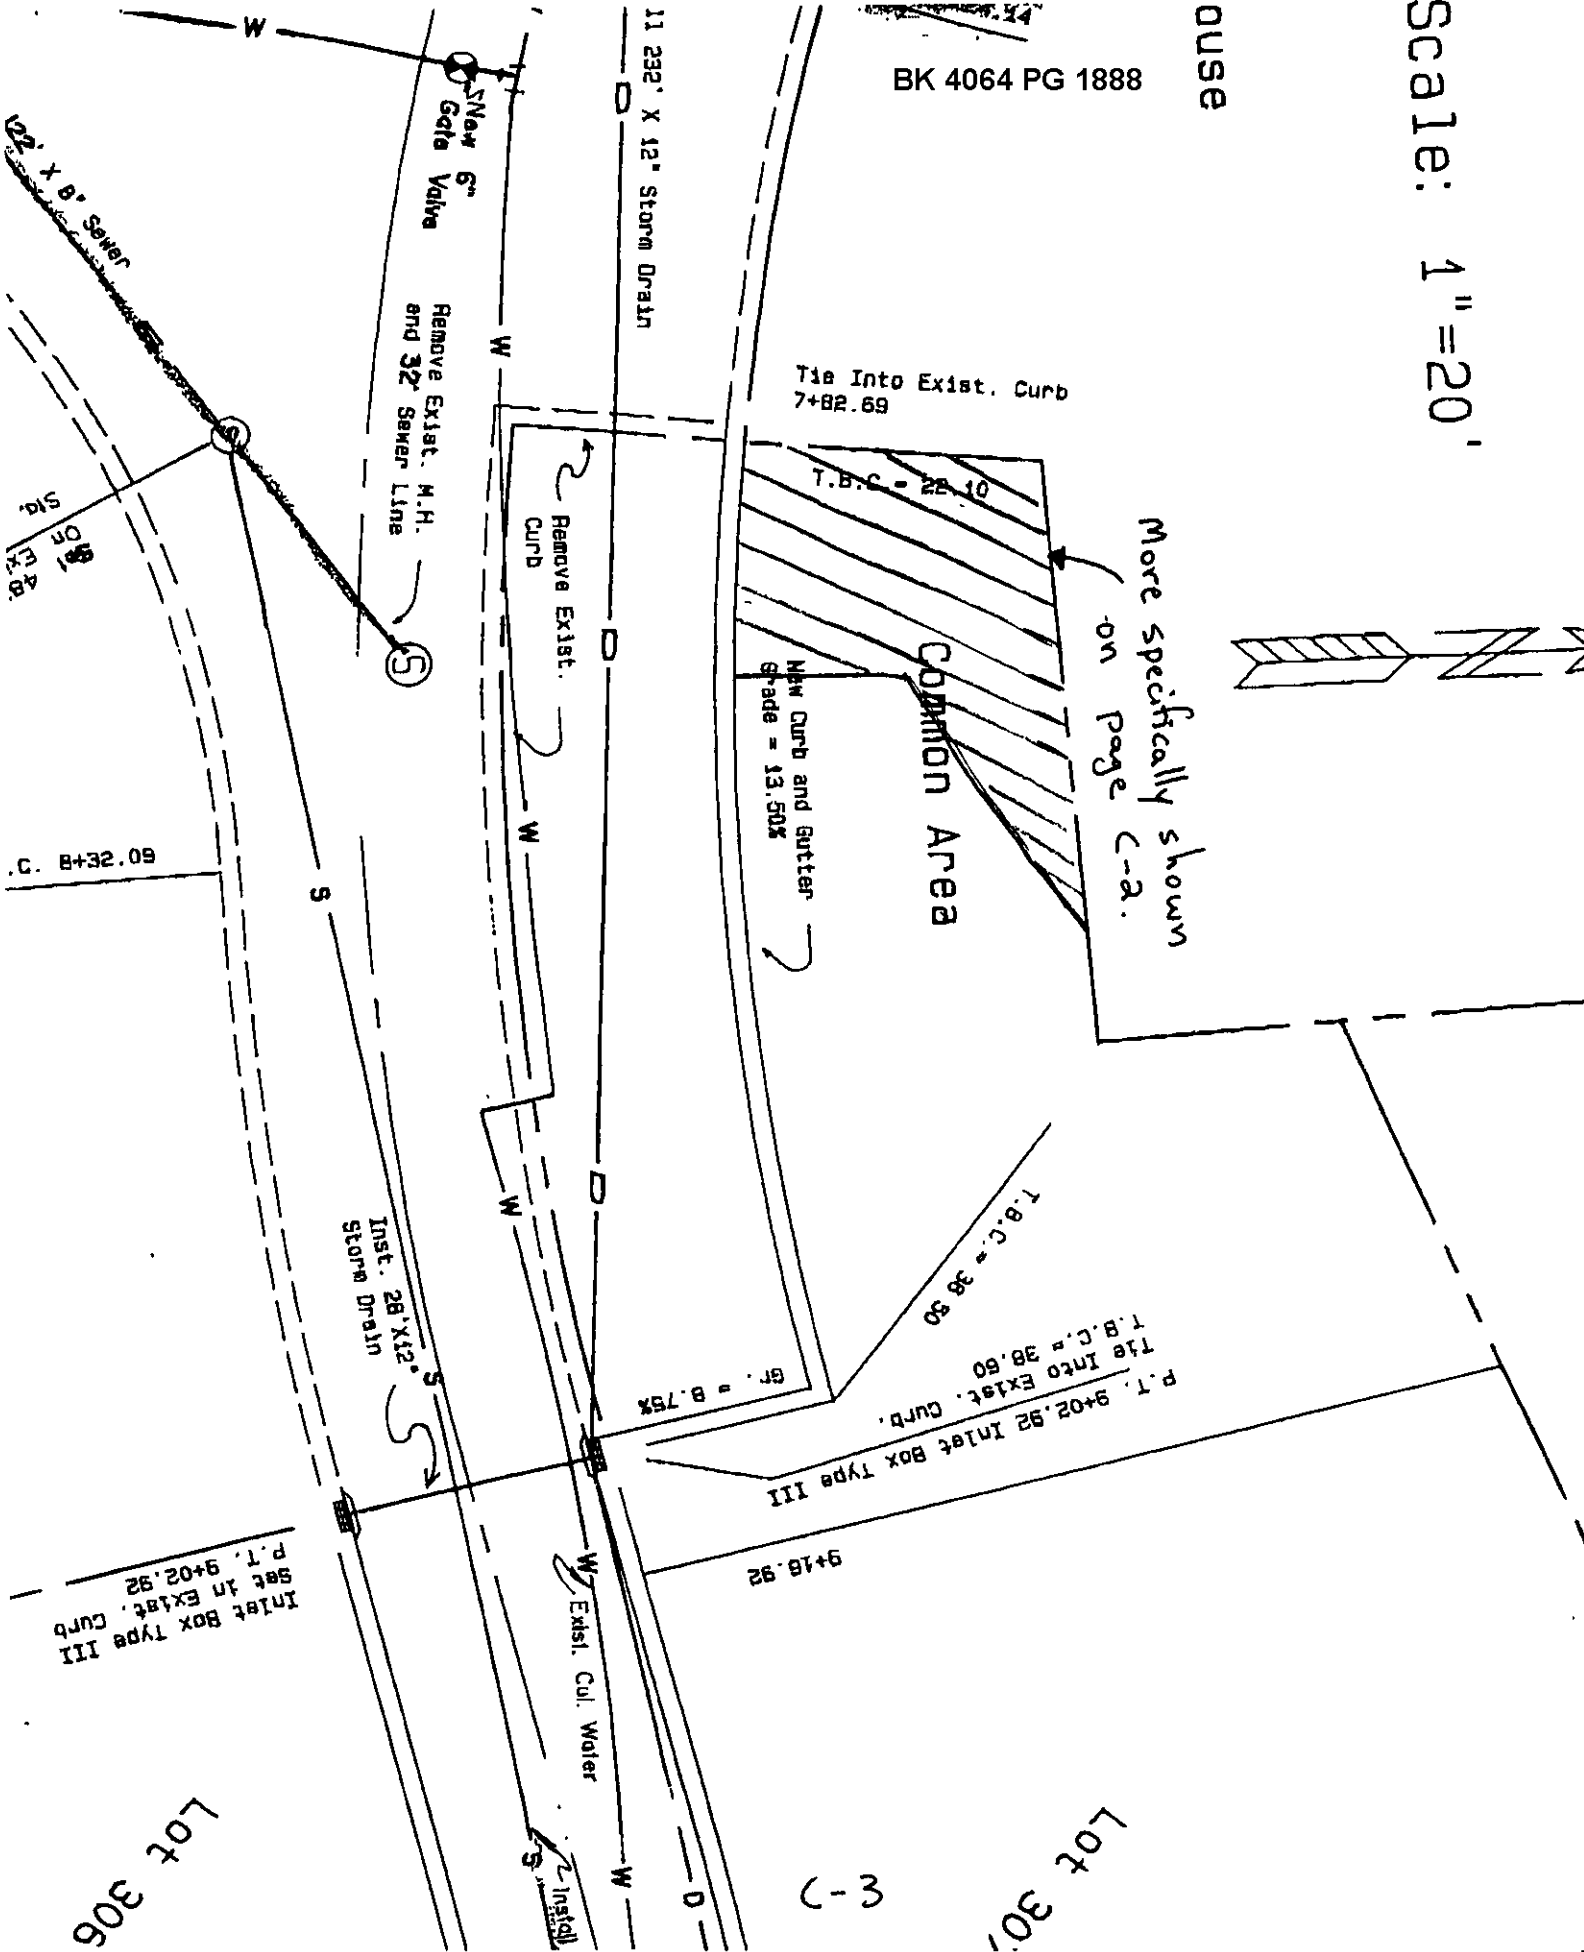 Scale: 1"=20'
ouse
BK 4064 PG 1888
11 232' X 12" Storm Drain
W
New 6"
Gate Valve
22' X 8" Sewer
Remove Exist. M.H.
and 32' Sewer Line
W
D
Tie Into Exist. Curb
7+82.69
T.B.C. = 22.10
More specifically shown
on page C-2.
Remove Exist.
Curb
5
Sta.
On
D
Common Area
New Curb and Gutter
Grade = 13.50%
W
S
.C. 8+32.09
D
W
T.B.C. = 38 50
Inst. 28'X12"
Storm Drain
S
Gr. = 8.75%
P.T. 9+02.92 Inlet Box Type III
Tie Into Exist. Curb.
T.B.C. = 38.60
9+16.92
Inlet Box Type III
Set in Exist. Curb
P.T. 9+02.92
W
Exist. Cul. Water
W
D
S
Install
Lot 306
Lot 30
C-3